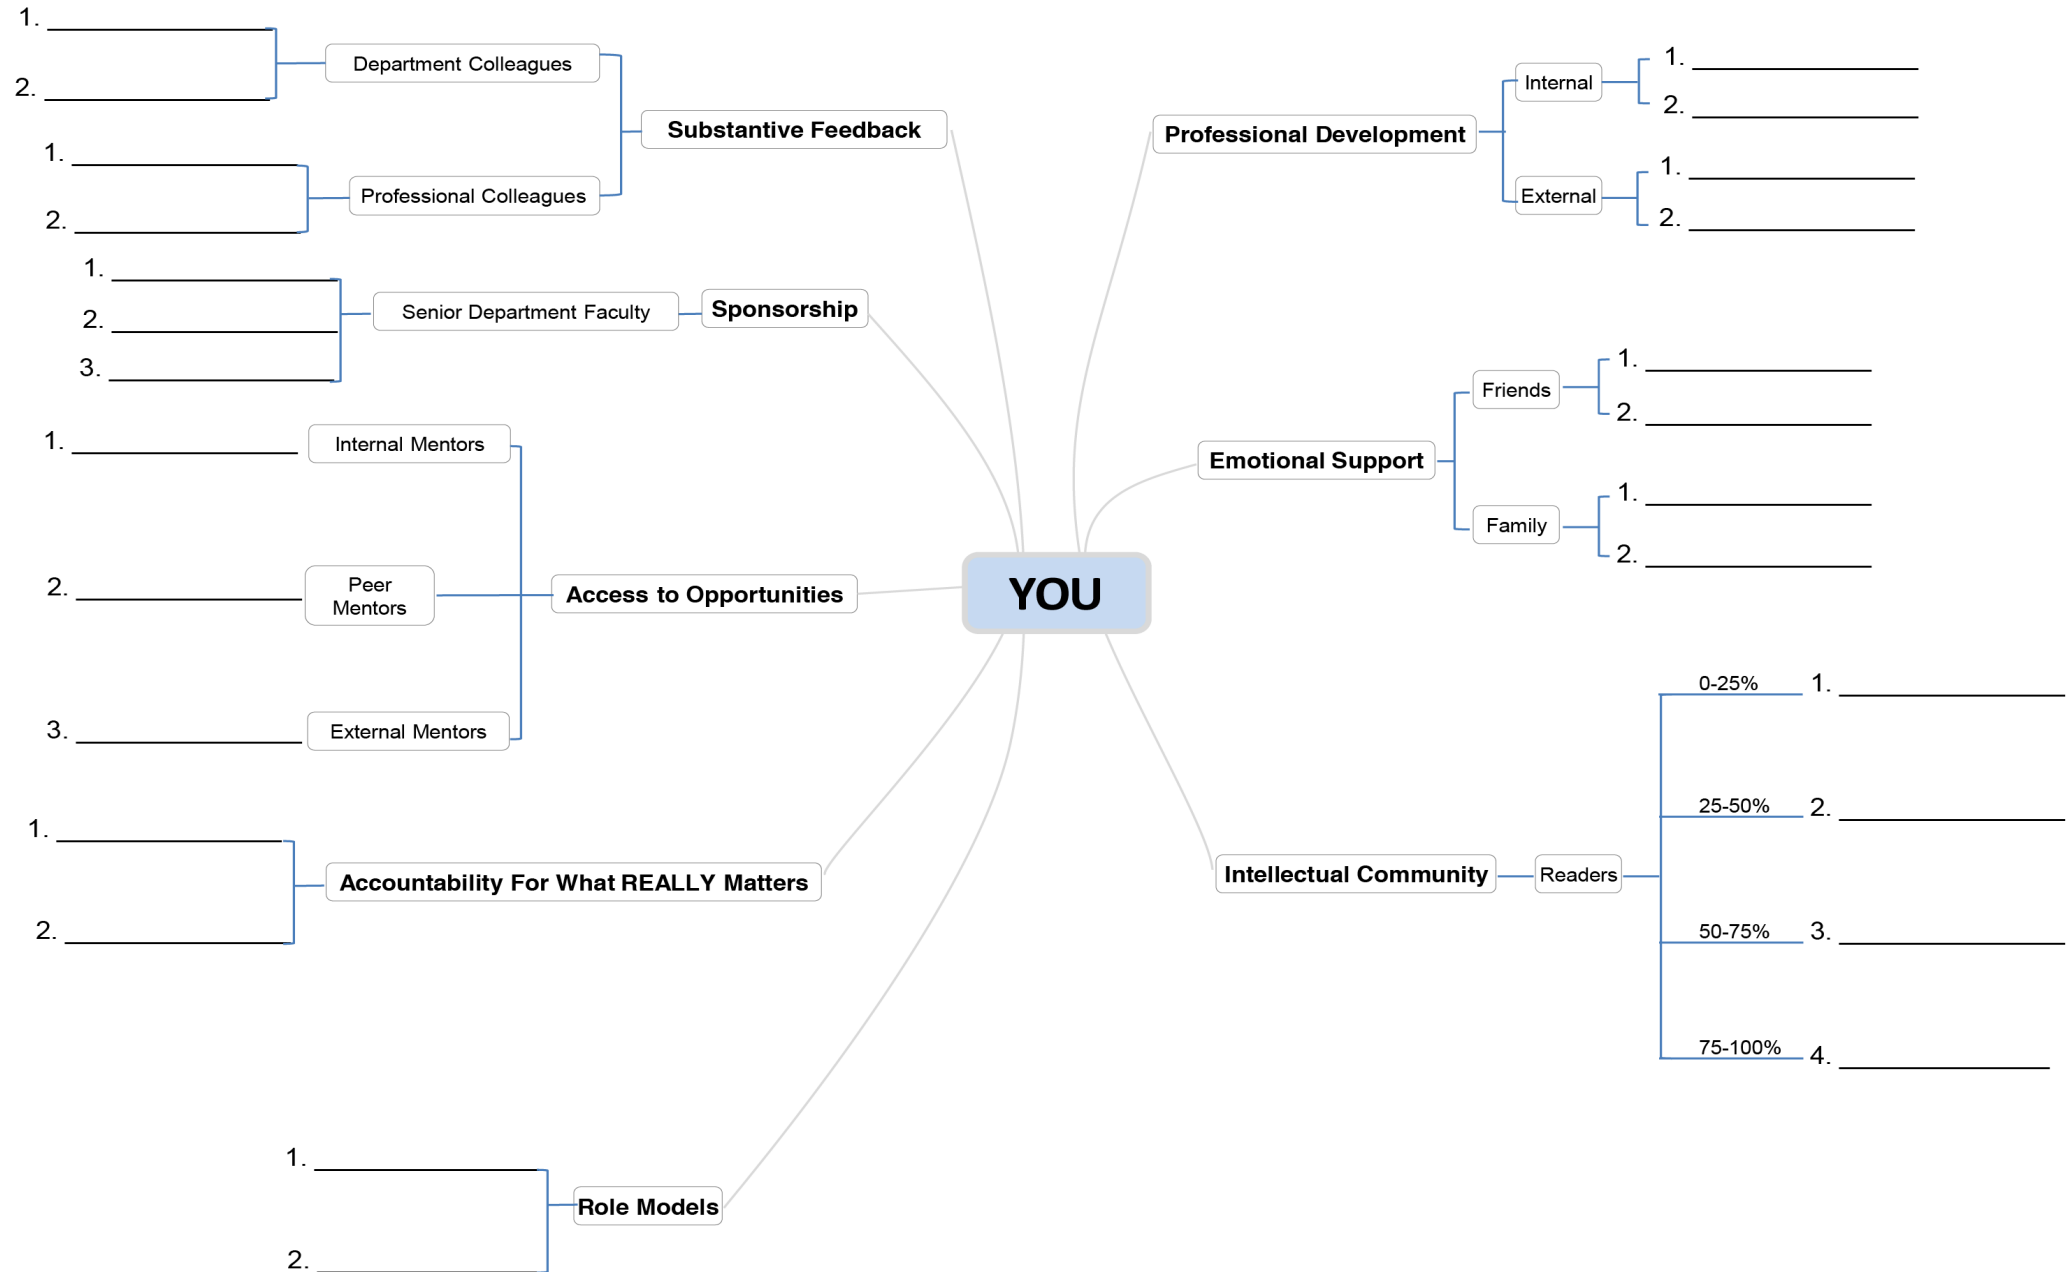 1.
2.
Department Colleagues
1.
2.
Professional Colleagues
Substantive Feedback
1.
2.
3.
Senior Department Faculty
Sponsorship
1.
Internal Mentors
2.
Peer
Mentors
3.
External Mentors
Access to Opportunities
1.
2.
Accountability For What REALLY Matters
1.
2.
Role Models
YOU
Professional Development
Internal
1.
2.
External
1.
2.
Emotional Support
Friends
1.
2.
Family
1.
2.
Intellectual Community
Readers
0-25%
1.
25-50%
2.
50-75%
3.
75-100%
4.